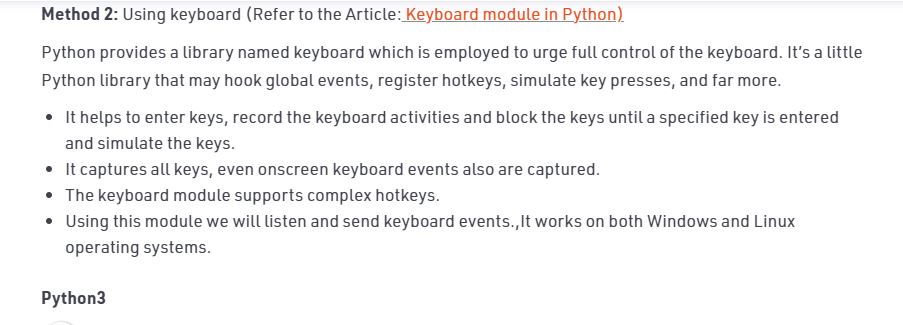 Method 2: Using keyboard (Refer to the Article: Keyboard module in Python)
Python provides a library named keyboard which is employed to urge full control of the keyboard. It's a little
Python library that may hook global events, register hotkeys, simulate key presses, and far more.
• It helps to enter keys, record the keyboard activities and block the keys until a specified key is entered
and simulate the keys.
• It captures all keys, even onscreen keyboard events also are captured.
• The keyboard module supports complex hotkeys.
• Using this module we will listen and send keyboard events.,It works on both Windows and Linux
operating systems.
Python3